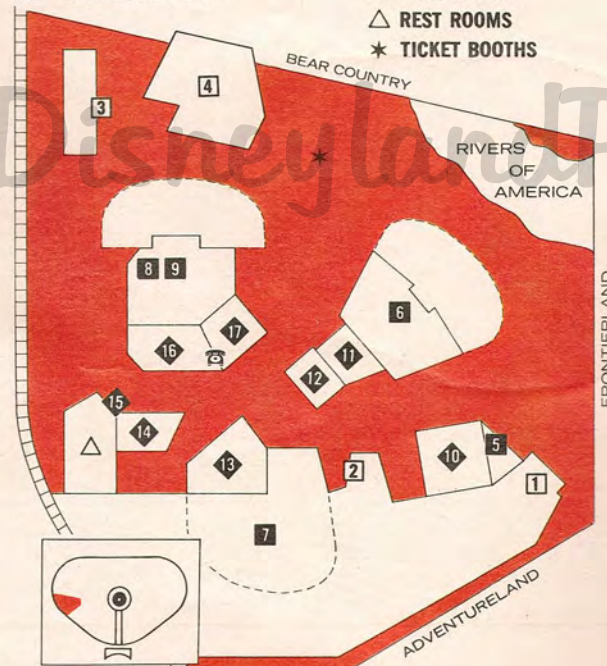 △ REST ROOMS
✶ TICKET BOOTHS
BEAR COUNTRY
4
3
DisneylandP
RIVERS
OF
AMERICA
8 9
6
FRONTIERLAND
17
16
11
12
15
14
13
10
5
2
1
7
ADVENTURELAND